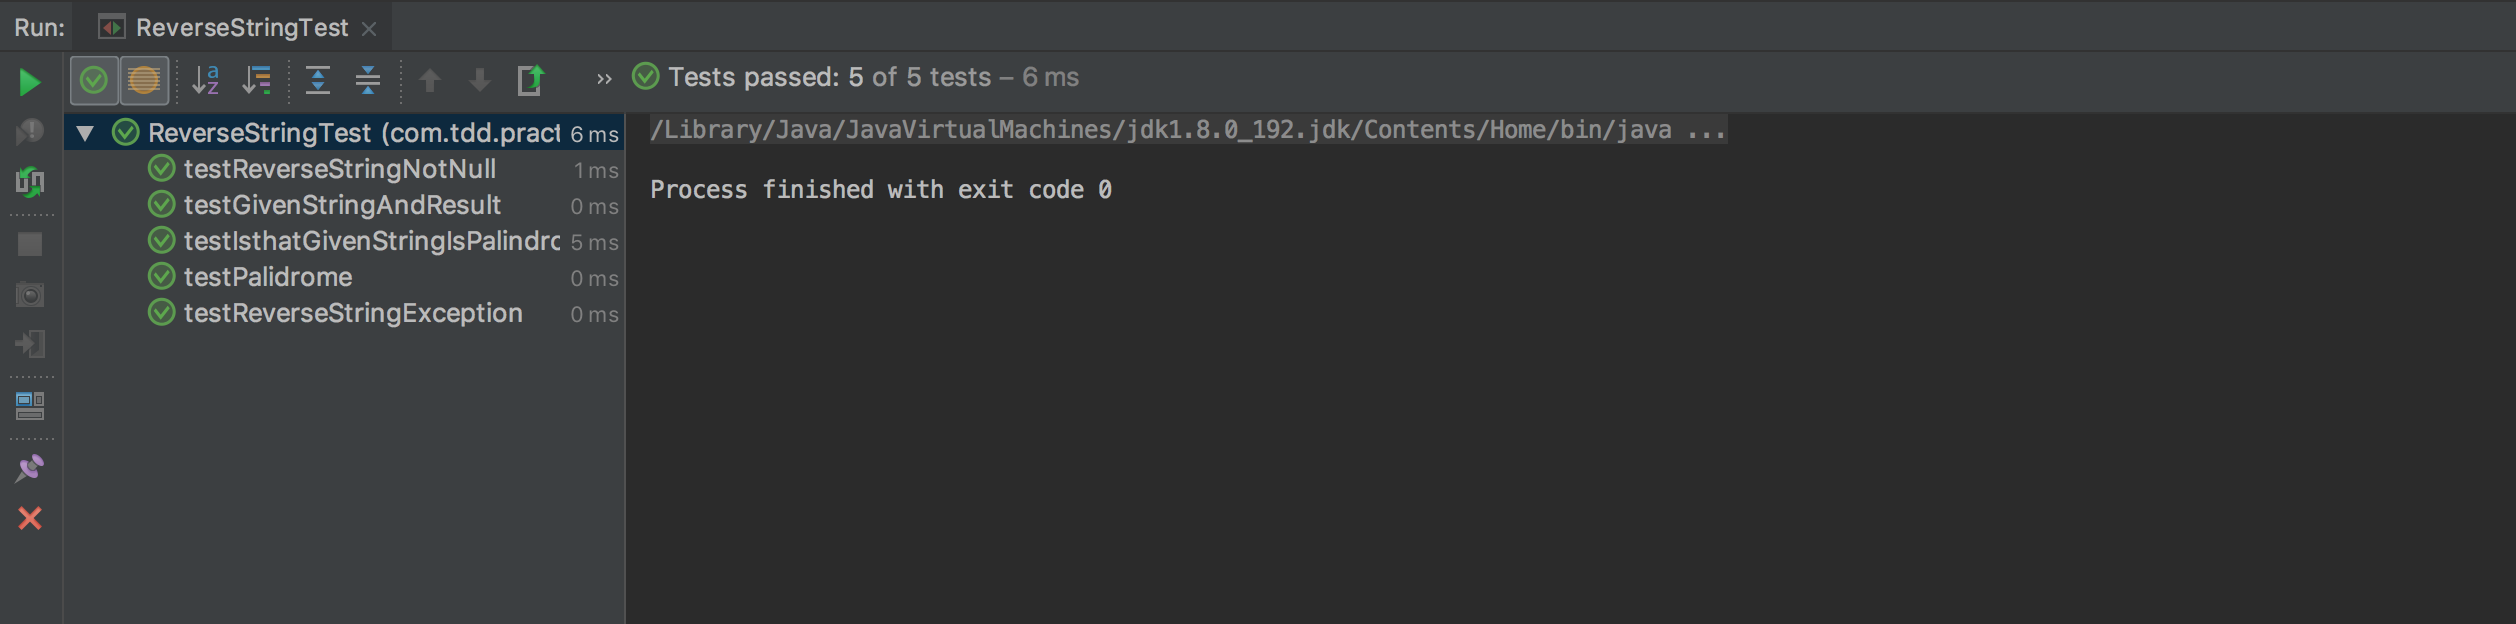 Run: ReverseStringTest
Tests passed: 5 of 5 tests – 6 ms
ReverseStringTest (com.tdd.pract 6 ms
testReverseStringNotNull 1 ms
testGivenStringAndResult 0 ms
testIsthatGivenStringIsPalindro 5 ms
testPalidrome 0 ms
testReverseStringException 0 ms
/Library/Java/JavaVirtualMachines/jdk1.8.0_192.jdk/Contents/Home/bin/java ...
Process finished with exit code 0